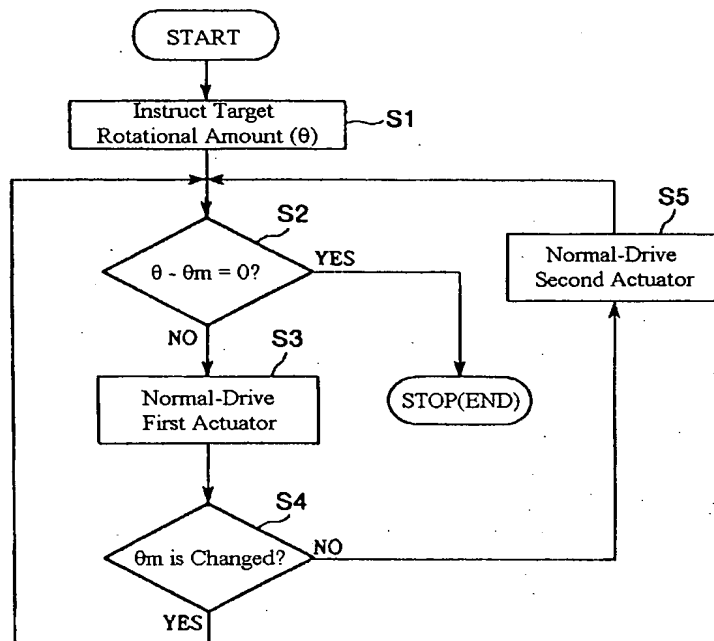 START
Instruct Target
Rotational Amount (θ)
S1
S2
θ - θm = 0?
YES
NO
S3
Normal-Drive
First Actuator
STOP(END)
S4
θm is Changed?
NO
YES
S5
Normal-Drive
Second Actuator